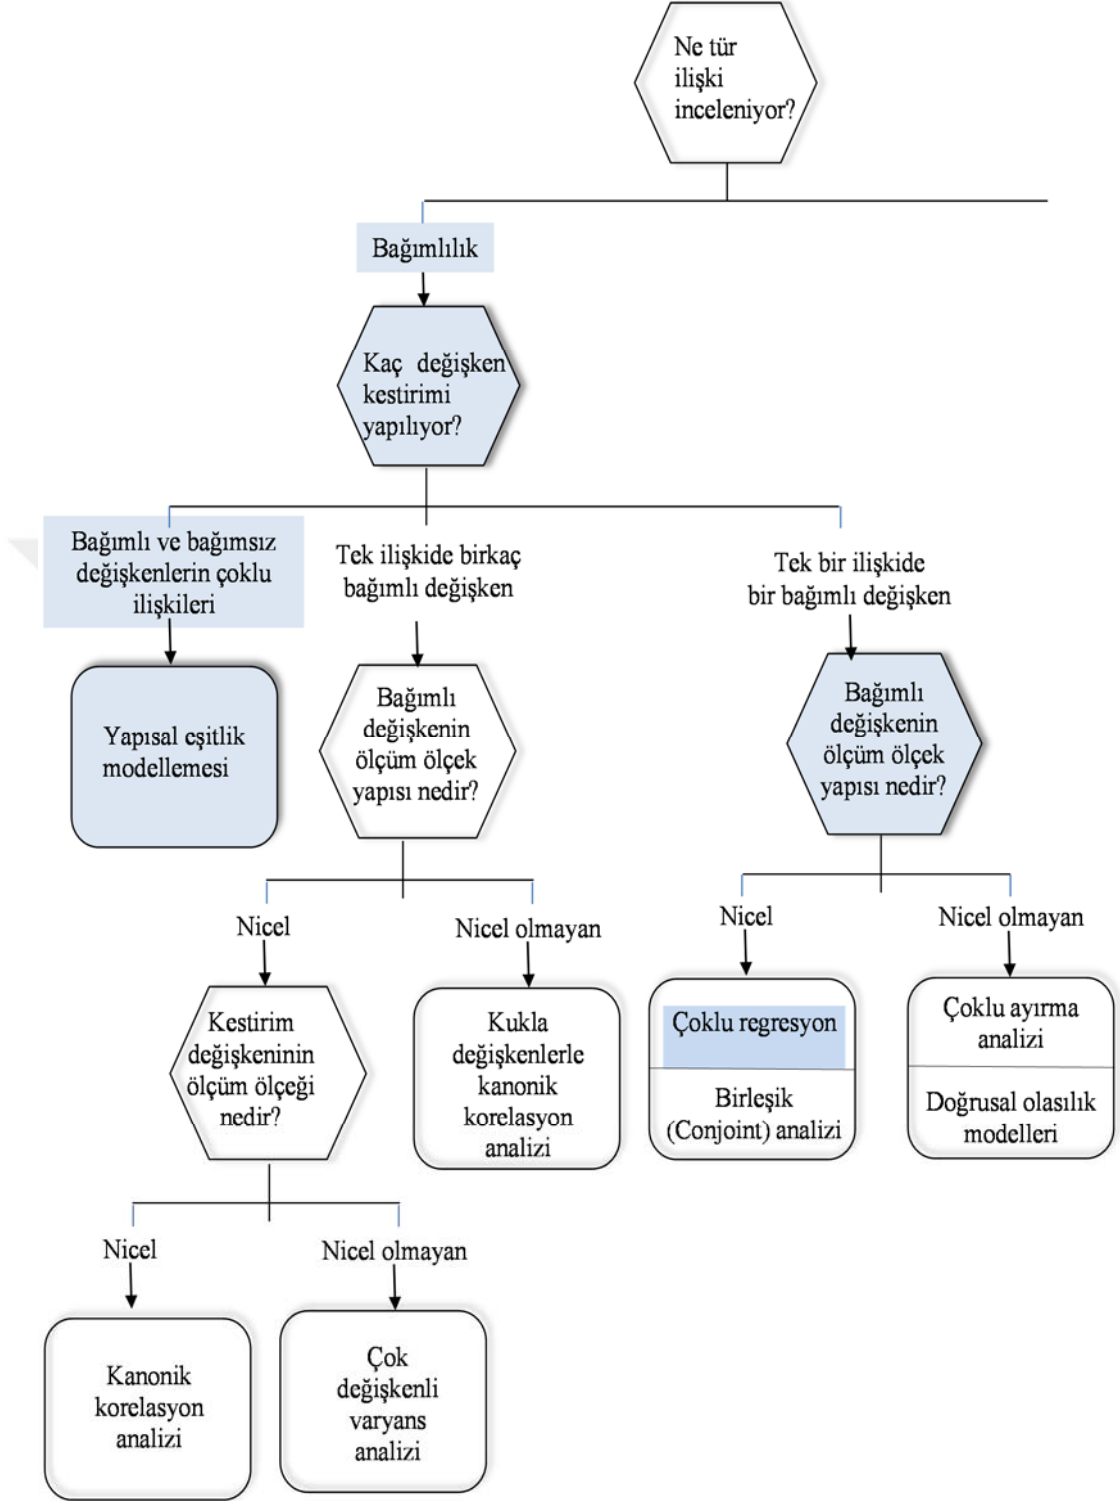 Ne tür
ilişki
inceleniyor?
Bağımlılık
Kaç değişken
kestirimi
yapılıyor?
Bağımlı ve bağımsız
değişkenlerin çoklu
ilişkileri
Tek ilişkide birkaç
bağımlı değişken
Tek bir ilişkide
bir bağımlı değişken
Yapısal eşitlik
modellemesi
Bağımlı
değişkenin
ölçüm ölçek
yapısı nedir?
Bağımlı
değişkenin
ölçüm ölçek
yapısı nedir?
Nicel
Nicel olmayan
Nicel
Nicel olmayan
Kestirim
değişkeninin
ölçüm ölçeği
nedir?
Kukla
değişkenlerle
kanonik
korelasyon
analizi
Çoklu regresyon
Birleşik
(Conjoint) analizi
Çoklu ayırma
analizi
Doğrusal olasılık
modelleri
Nicel
Nicel olmayan
Kanonik
korelasyon
analizi
Çok
değişkenli
varyans
analizi